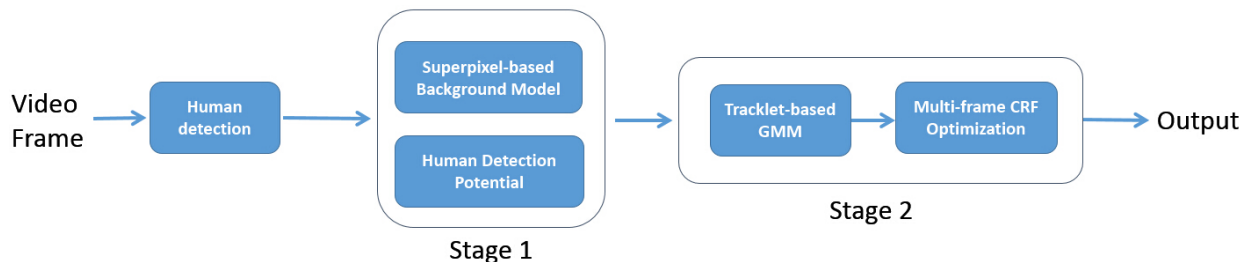 Video
Frame
Human
detection
Superpixel-based
Background Model
Human Detection
Potential
Stage 1
Tracklet-based
GMM
Multi-frame CRF
Optimization
Stage 2
Output